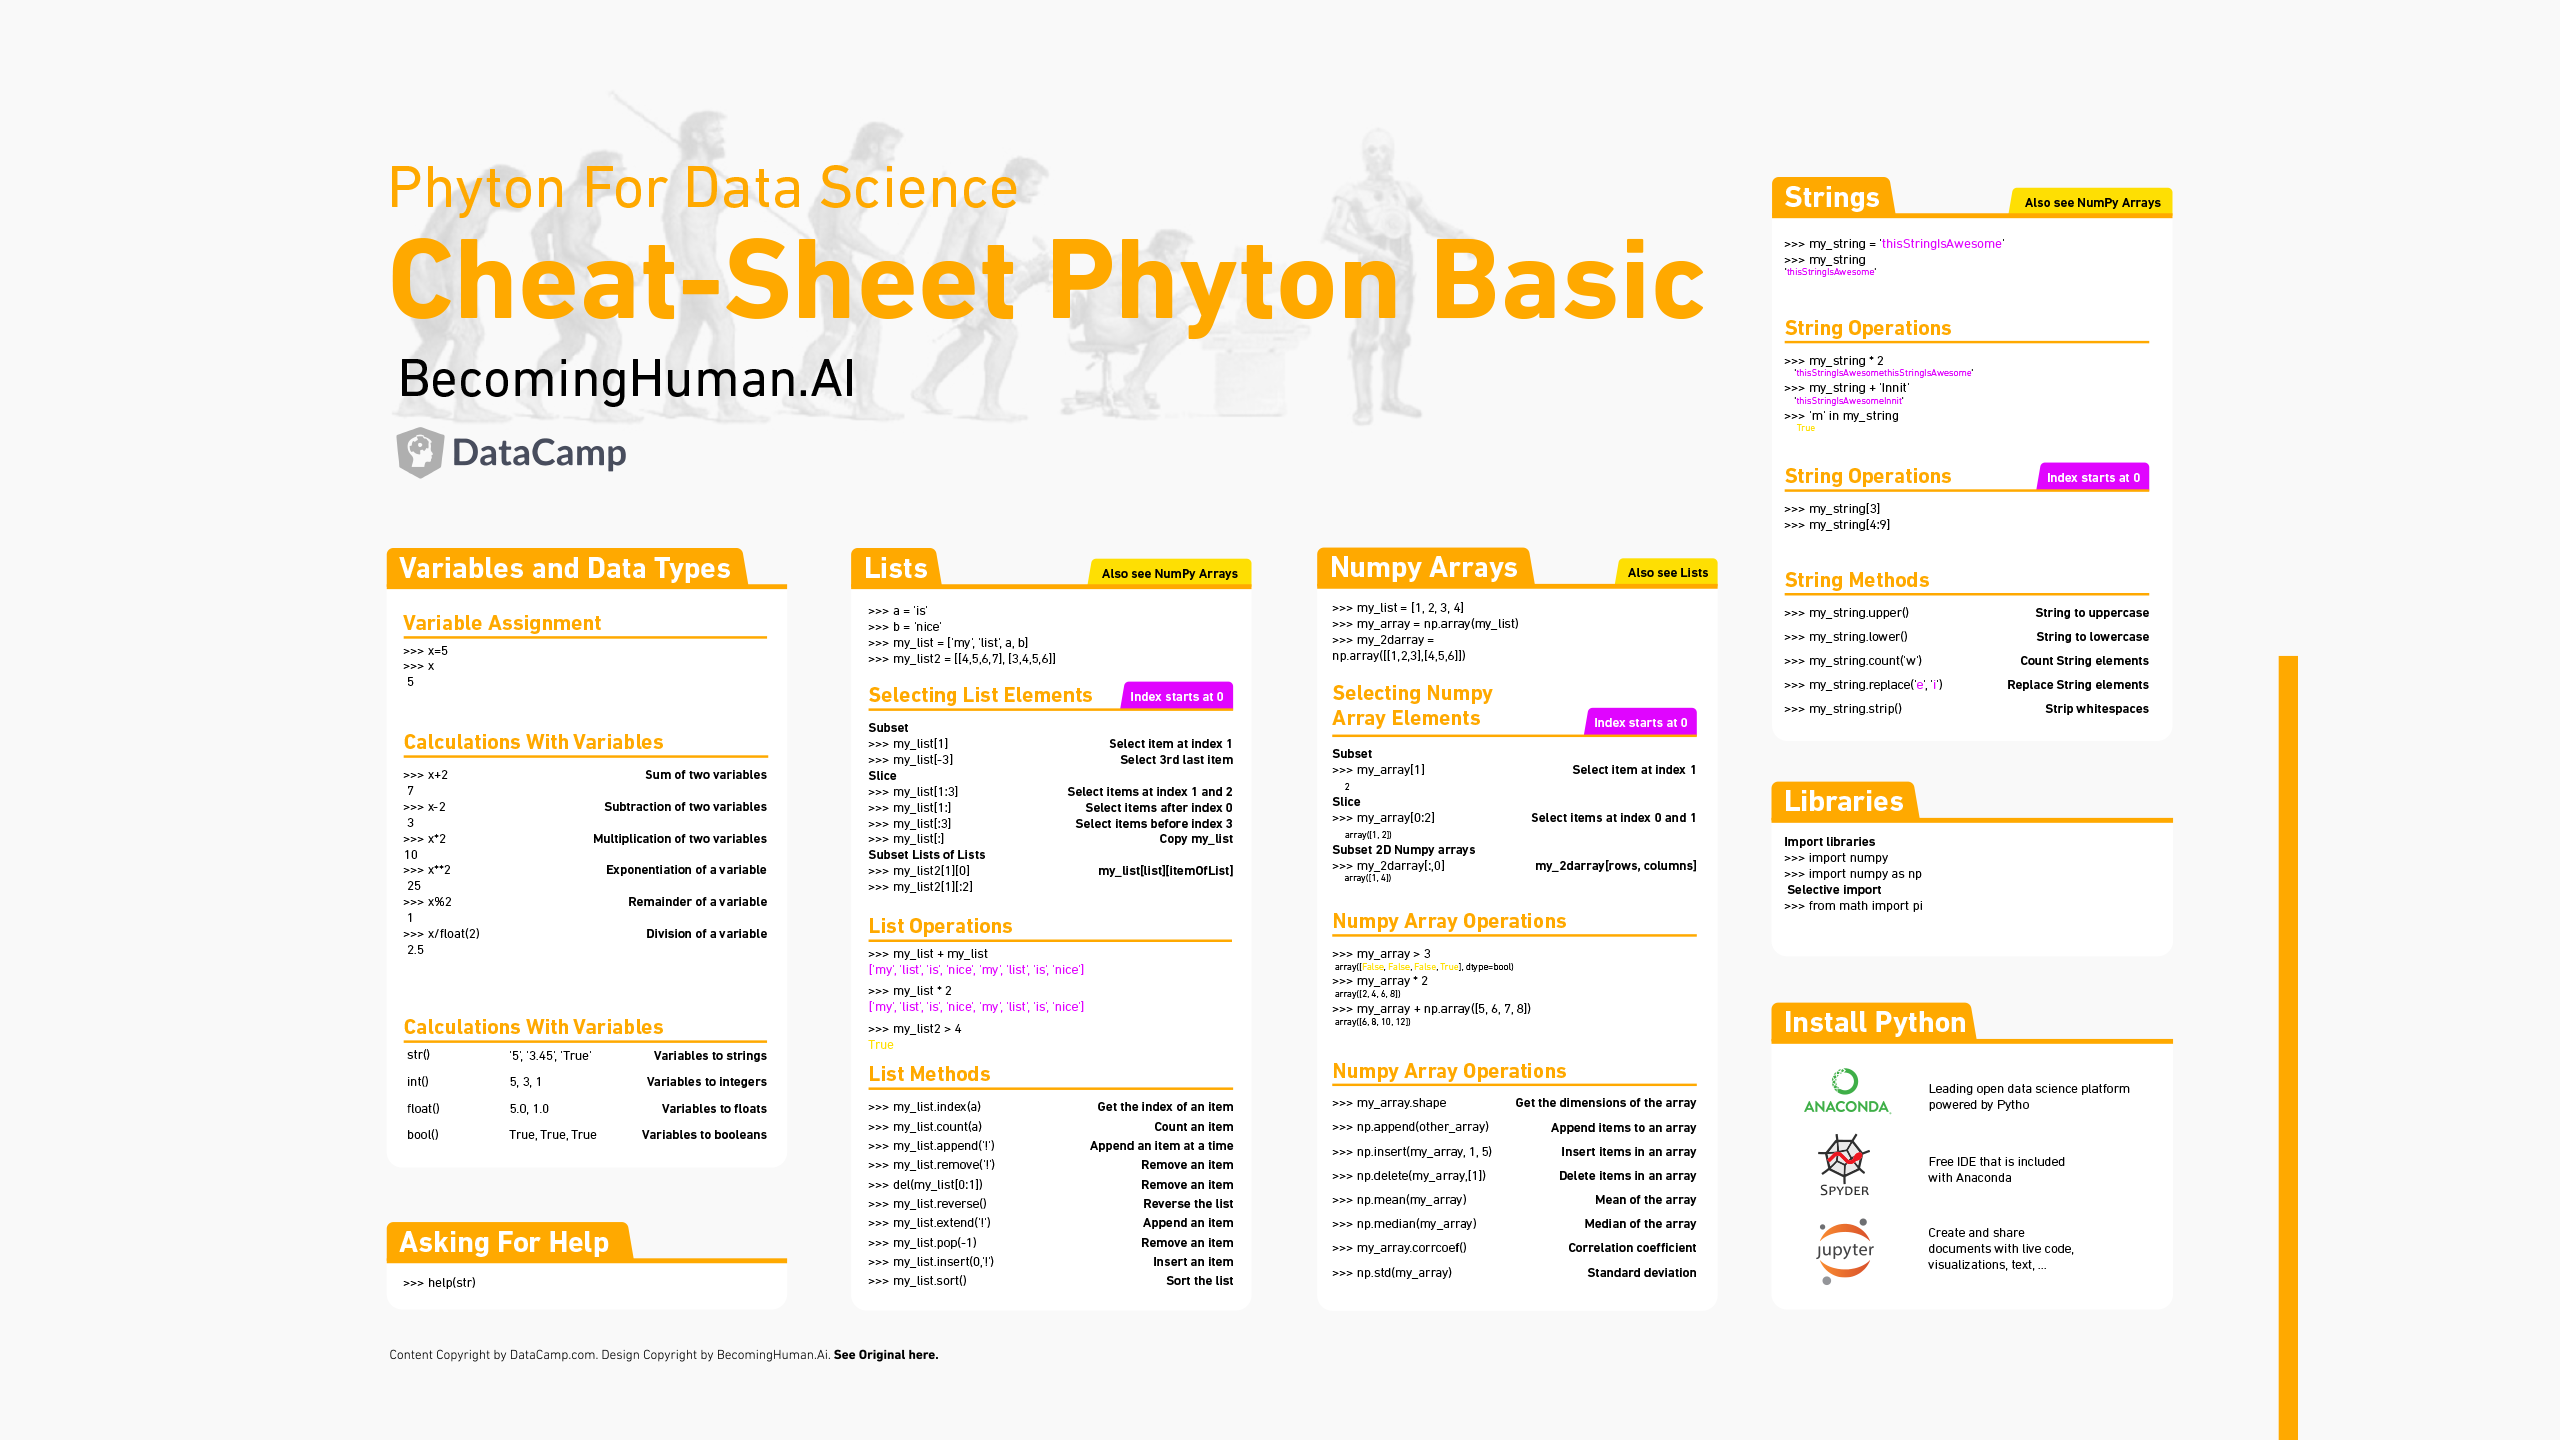 Phyton For Data Science
Cheat-Sheet Phyton Basic
BecomingHuman.AI
DataCamp
Variables and Data Types
Variable Assignment
>>> x=5
>>> x
5
Calculations With Variables
>>> x+2 Sum of two variables
7
>>> x-2 Subtraction of two variables
3
>>> x*2 Multiplication of two variables
10
>>> x**2 Exponentiation of a variable
25
>>> x%2 Remainder of a variable
1
>>> x/float(2) Division of a variable
2.5
Calculations With Variables
str() '5', '3.45', 'True' Variables to strings
int() 5, 3, 1 Variables to integers
float() 5.0, 1.0 Variables to floats
bool() True, True, True Variables to booleans
Asking For Help
>>> help(str)
Lists
Also see NumPy Arrays
>>> a = 'is'
>>> b = 'nice'
>>> my_list = ['my', 'list', a, b]
>>> my_list2 = [[4,5,6,7], [3,4,5,6]]
Selecting List Elements
Index starts at 0
Subset
>>> my_list[1] Select item at index 1
>>> my_list[-3] Select 3rd last item
Slice
>>> my_list[1:3] Select items at index 1 and 2
>>> my_list[1:] Select items after index 0
>>> my_list[:3] Select items before index 3
>>> my_list[:] Copy my_list
Subset Lists of Lists
>>> my_list2[1][0] my_list[list][itemOfList]
>>> my_list2[1][:2]
List Operations
>>> my_list + my_list
['my', 'list', 'is', 'nice', 'my', 'list', 'is', 'nice']
>>> my_list * 2
['my', 'list', 'is', 'nice', 'my', 'list', 'is', 'nice']
>>> my_list2 > 4
True
List Methods
>>> my_list.index(a) Get the index of an item
>>> my_list.count(a) Count an item
>>> my_list.append('!') Append an item at a time
>>> my_list.remove('!') Remove an item
>>> del(my_list[0:1]) Remove an item
>>> my_list.reverse() Reverse the list
>>> my_list.extend('!') Append an item
>>> my_list.pop(-1) Remove an item
>>> my_list.insert(0,'!') Insert an item
>>> my_list.sort() Sort the list
Numpy Arrays
Also see Lists
>>> my_list = [1, 2, 3, 4]
>>> my_array = np.array(my_list)
>>> my_2darray =
np.array([[1,2,3],[4,5,6]])
Selecting Numpy
Array Elements
Index starts at 0
Subset
>>> my_array[1] Select item at index 1
2
Slice
>>> my_array[0:2] Select items at index 0 and 1
array([1, 2])
Subset 2D Numpy arrays
>>> my_2darray[:,0] my_2darray[rows, columns]
array([1, 4])
Numpy Array Operations
>>> my_array > 3
array([False, False, False, True], dtype=bool)
>>> my_array * 2
array([2, 4, 6, 8])
>>> my_array + np.array([5, 6, 7, 8])
array([6, 8, 10, 12])
Numpy Array Operations
>>> my_array.shape Get the dimensions of the array
>>> np.append(other_array) Append items to an array
>>> np.insert(my_array, 1, 5) Insert items in an array
>>> np.delete(my_array,[1]) Delete items in an array
>>> np.mean(my_array) Mean of the array
>>> np.median(my_array) Median of the array
>>> my_array.corrcoef() Correlation coefficient
>>> np.std(my_array) Standard deviation
Strings
Also see NumPy Arrays
>>> my_string = 'thisStringIsAwesome'
>>> my_string
'thisStringIsAwesome'
String Operations
>>> my_string * 2
'thisStringIsAwesomethisStringIsAwesome'
>>> my_string + 'Innit'
'thisStringIsAwesomeInnit'
>>> 'm' in my_string
True
String Operations
Index starts at 0
>>> my_string[3]
>>> my_string[4:9]
String Methods
>>> my_string.upper() String to uppercase
>>> my_string.lower() String to lowercase
>>> my_string.count('w') Count String elements
>>> my_string.replace('e', 'i') Replace String elements
>>> my_string.strip() Strip whitespaces
Libraries
Import libraries
>>> import numpy
>>> import numpy as np
Selective import
>>> from math import pi
Install Python
ANACONDA
Leading open data science platform
powered by Pytho
SPYDER
Free IDE that is included
with Anaconda
jupyter
Create and share
documents with live code,
visualizations, text, ...
Content Copyright by DataCamp.com. Design Copyright by BecomingHuman.Ai. See Original here.